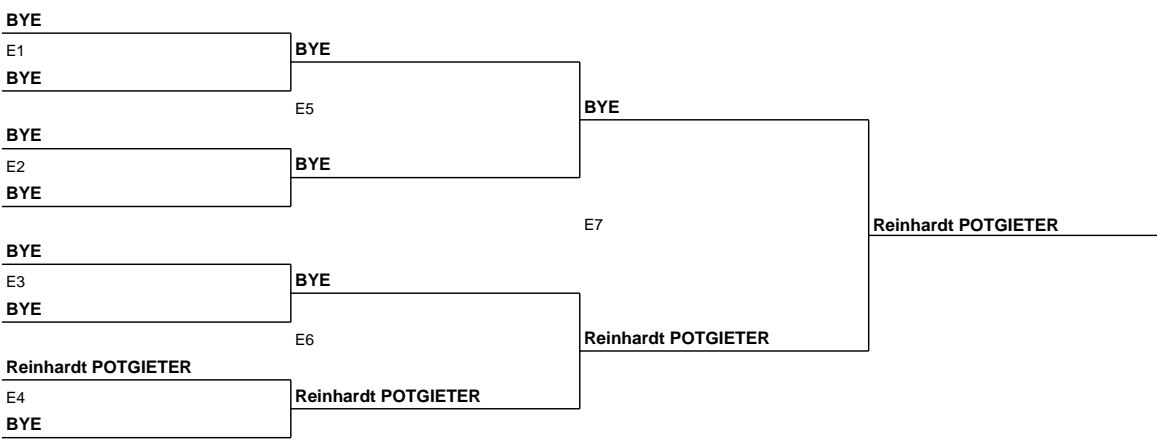 BYE
E1
BYE
BYE
E5
BYE
BYE
E2
BYE
BYE
E7
Reinhardt POTGIETER
BYE
E3
BYE
BYE
E6
Reinhardt POTGIETER
Reinhardt POTGIETER
E4
Reinhardt POTGIETER
BYE